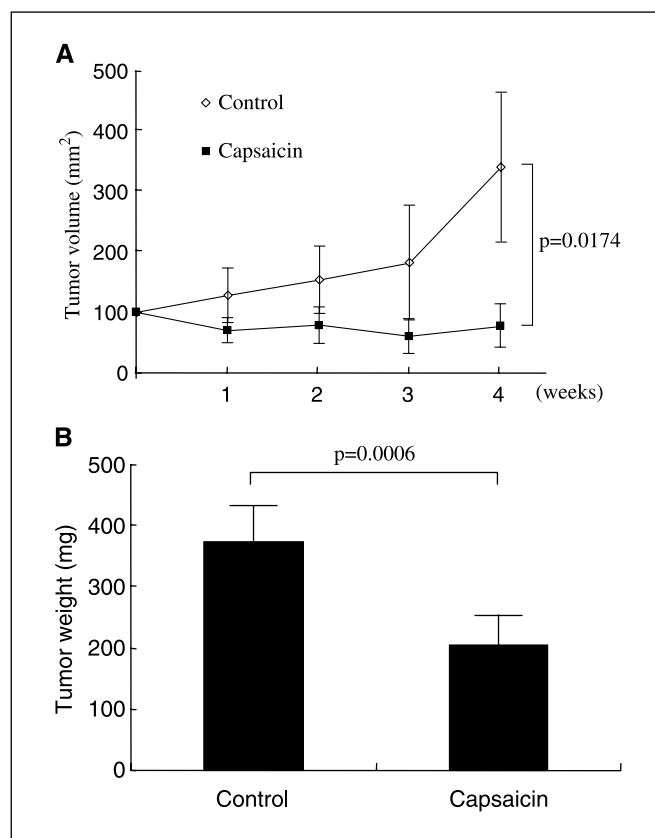 A
Tumor volume (mm²)
500
400
300
200
100
0
Control
Capsaicin
p=0.0174
1 2 3 4 (weeks)
B
Tumor weight (mg)
500
400
300
200
100
0
p=0.0006
Control Capsaicin